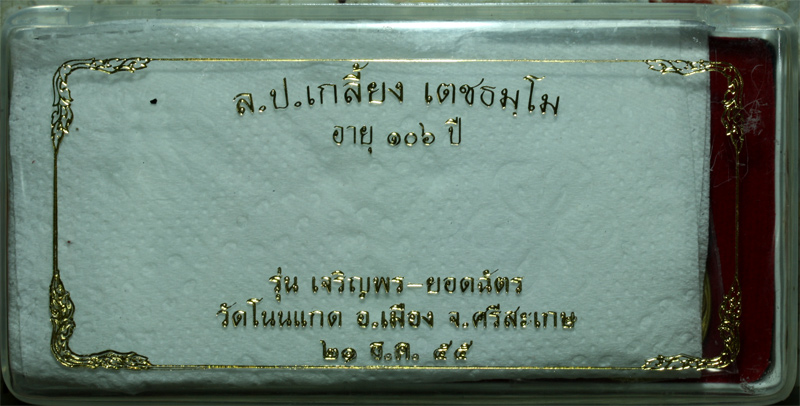 ล.ป.เกลี้ยง เตชธมฺโม
อายุ ๑๐๖ ปี
รุ่น เจริญพร-ยอดฉัตร
วัดโนนแกด อ.เมือง จ.ศรีสะเกษ
๒๑ ธ.ค. ๕๕